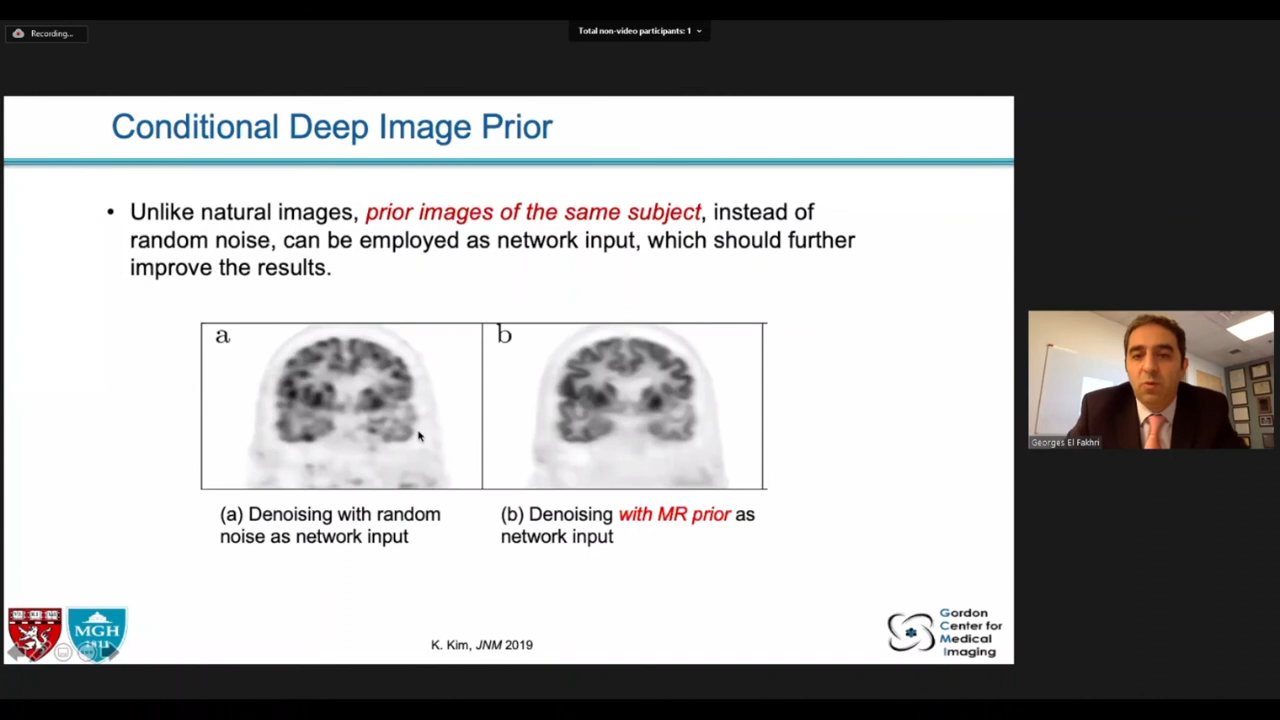 Recording...
Total non-video participants: 1
Conditional Deep Image Prior
• Unlike natural images, prior images of the same subject, instead of
random noise, can be employed as network input, which should further
improve the results.
a
b
(a) Denoising with random
noise as network input
(b) Denoising with MR prior as
network input
Georges El Fakhri
MGH
1811
K. Kim, JNM 2019
Gordon
Center for
Medical
Imaging